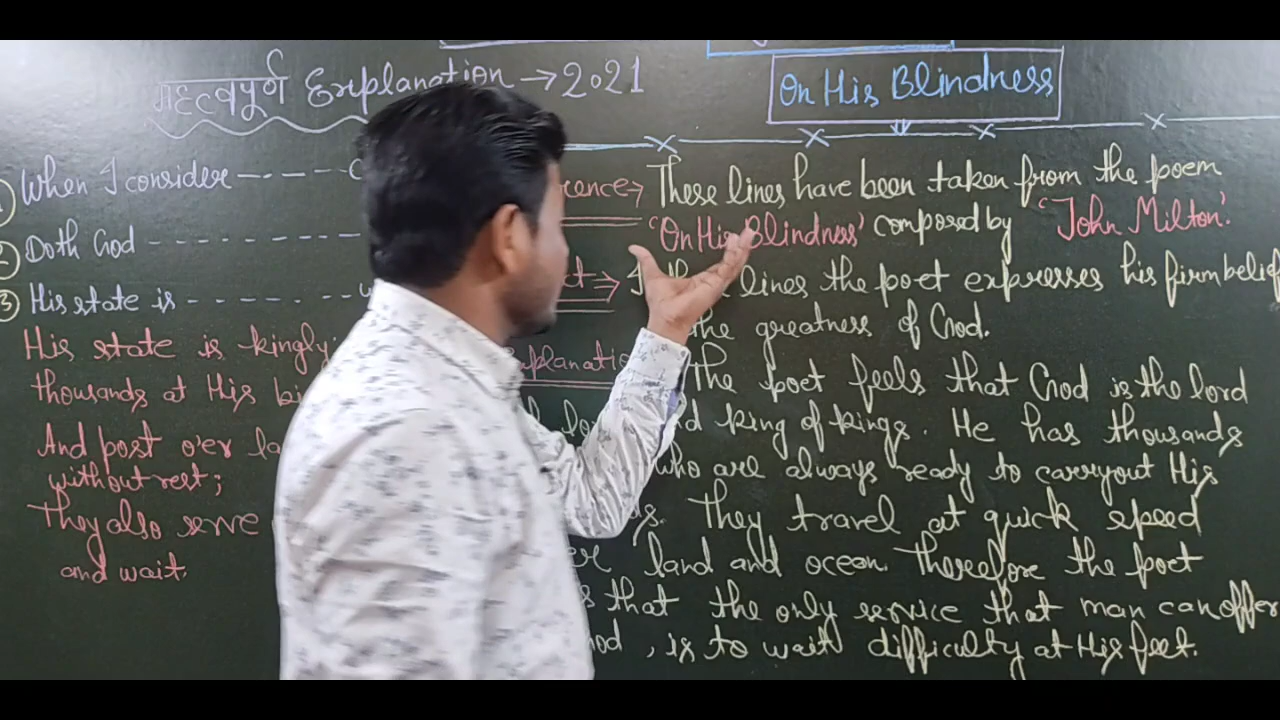 महत्वपूर्ण Explanation → 2021
On His Blindness
① When I consider -----
② Doth God ----------
③ His state is -------
His state is kingly;
thousands at His
And post o'er
without rest;
They also serve
and wait.
These lines have been taken from the poem
'On His Blindness' composed by 'John Milton'.
lines the poet expresses his firm belief
the greatness of God.
The poet feels that God is the lord
king of kings. He has thousands
who are always ready to carryout His
They travel at quick speed
land and ocean. Therefore the poet
that the only service that man can offer
, is to wait difficulty at His feet.